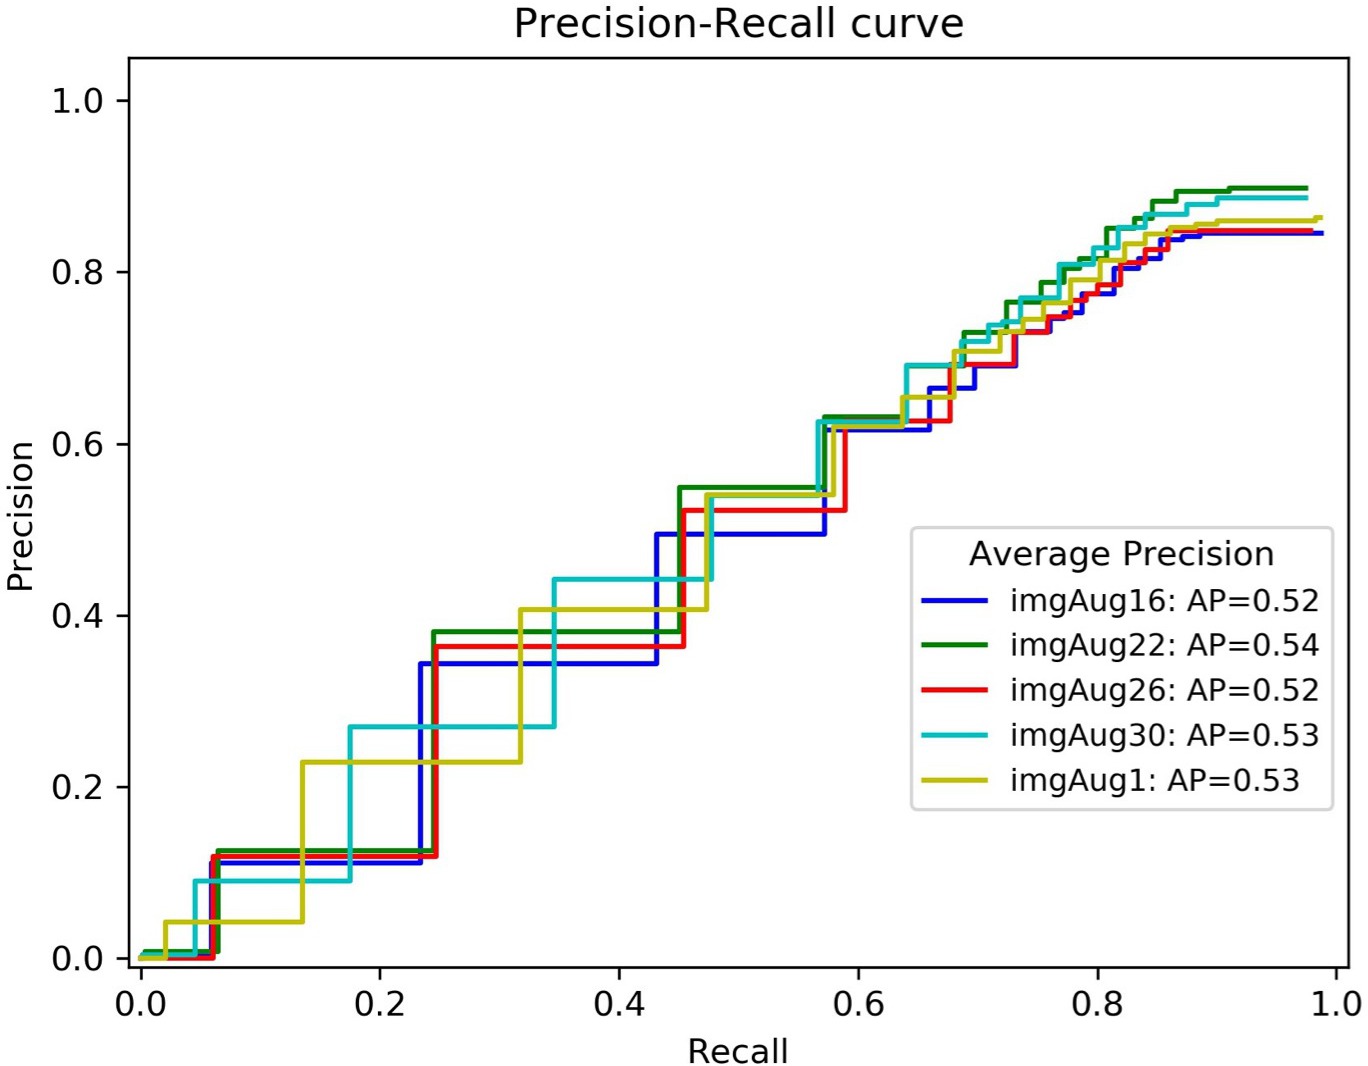 Precision-Recall curve
Precision
1.0
0.8
0.6
0.4
0.2
0.0
Average Precision
imgAug16: AP=0.52
imgAug22: AP=0.54
imgAug26: AP=0.52
imgAug30: AP=0.53
imgAug1: AP=0.53
0.0 0.2 0.4 0.6 0.8 1.0
Recall